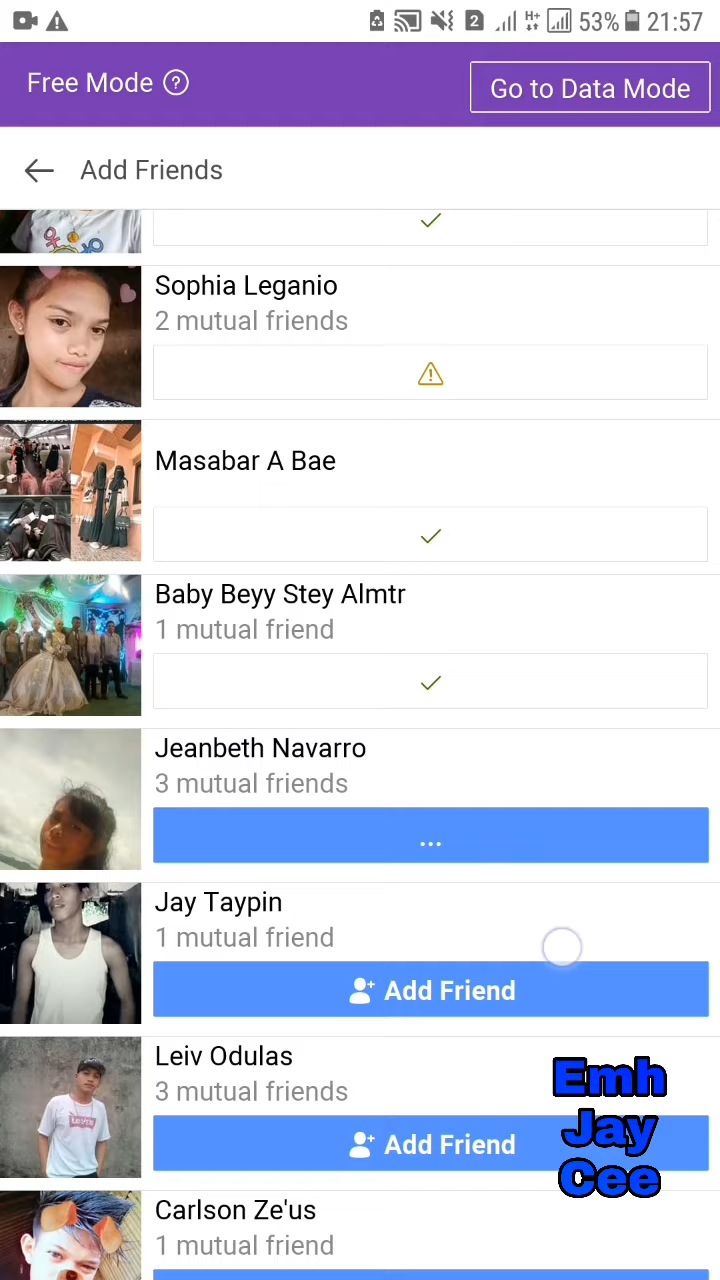 2 H+ 53% 21:57
Free Mode ?
Go to Data Mode
Add Friends
Sophia Leganio
2 mutual friends
Masabar A Bae
Baby Beyy Stey Almtr
1 mutual friend
Jeanbeth Navarro
3 mutual friends
...
Jay Taypin
1 mutual friend
Add Friend
Leiv Odulas
3 mutual friends
Add Friend
Emh
Jay
Cee
Carlson Ze'us
1 mutual friend